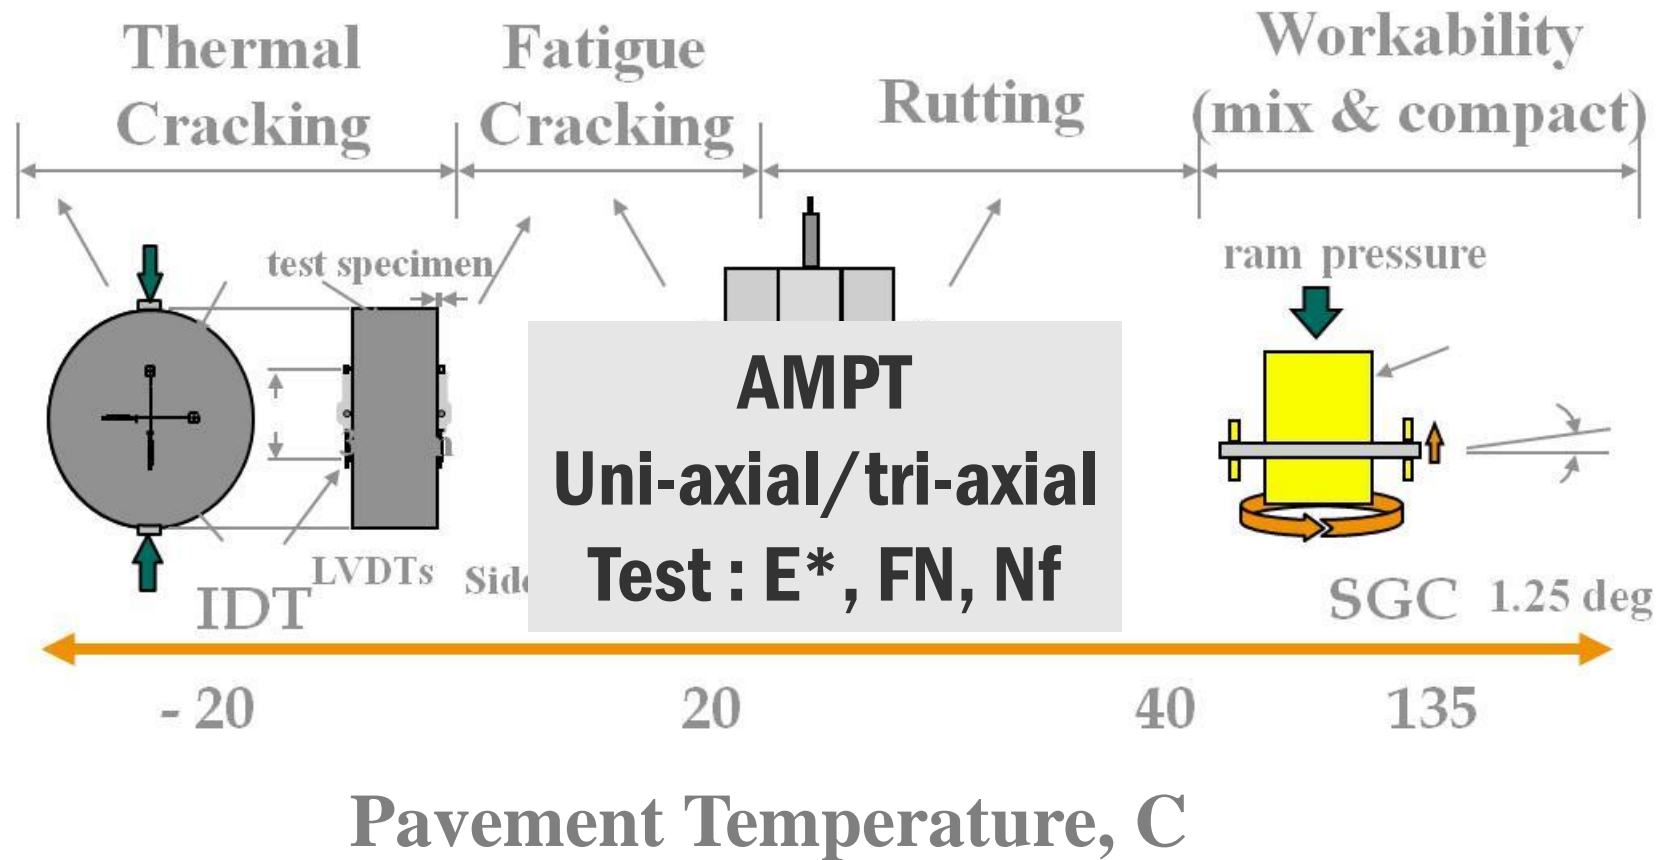 Thermal
Cracking
Fatigue
Cracking
Rutting
Workability
(mix & compact)
test specimen
ram pressure
AMPT
Uni-axial/tri-axial
Test : E*, FN, Nf
LVDTs
IDT
SGC
1.25 deg
- 20
20
40
135
Pavement Temperature, C